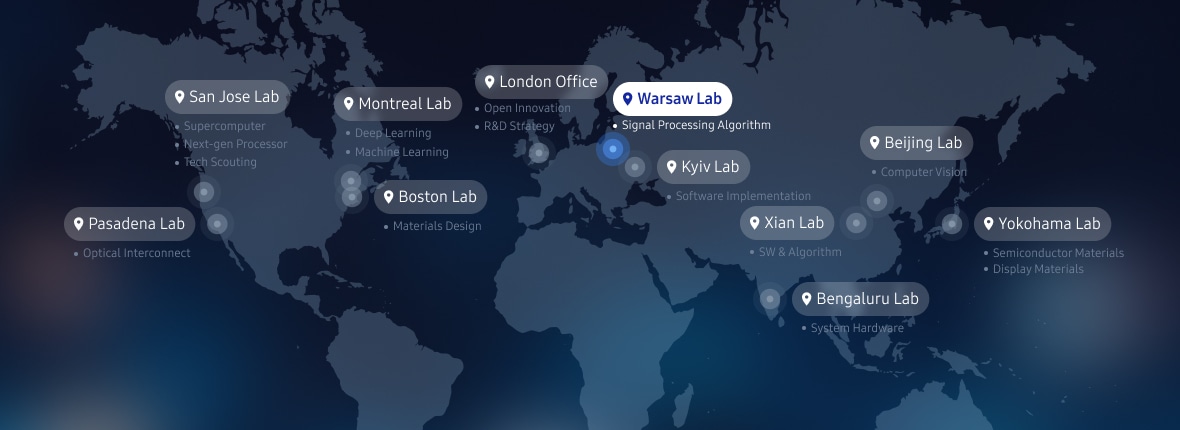 San Jose Lab
Supercomputer
Next-gen Processor
Tech Scouting
Pasadena Lab
Optical Interconnect
Montreal Lab
Deep Learning
Machine Learning
Boston Lab
Materials Design
London Office
Open Innovation
R&D Strategy
Warsaw Lab
Signal Processing Algorithm
Kyiv Lab
Software Implementation
Beijing Lab
Computer Vision
Xian Lab
SW & Algorithm
Yokohama Lab
Semiconductor Materials
Display Materials
Bengaluru Lab
System Hardware